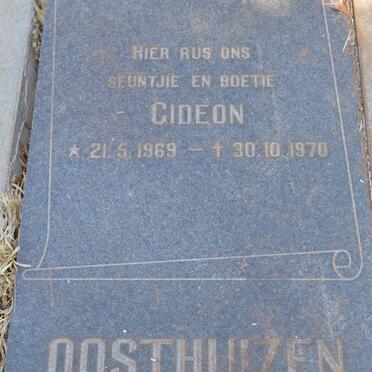 HIER RUS ONS
SEUNTJIE EN BOETIE
GIDEON
* 21.5.1969 — † 30.10.1970
OOSTHUIZEN